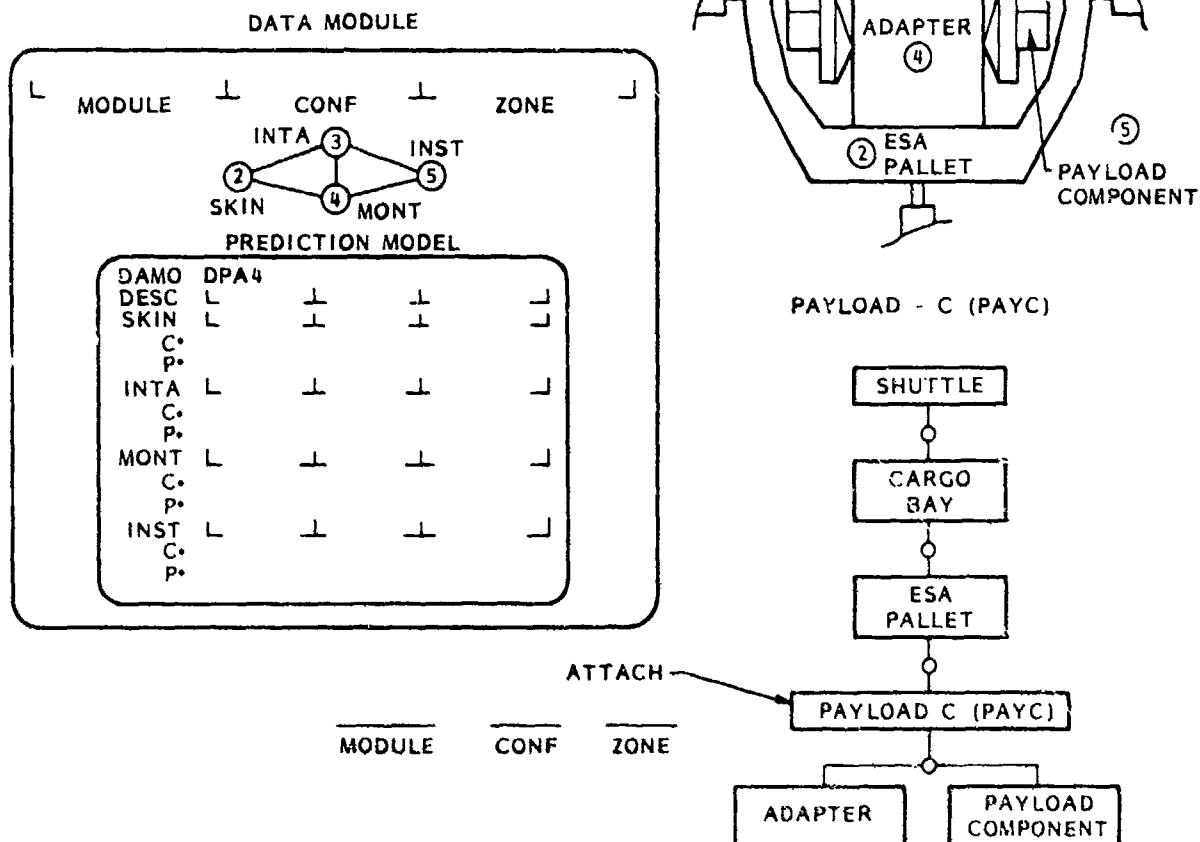 DATA MODULE
MODULE CONF ZONE
INTA 3 INST
2 5
SKIN 4 MONT
PREDICTION MODEL
DAMO DPA4
DESC
SKIN
C•
P•
INTA
C•
P•
MONT
C•
P•
INST
C•
P•
MODULE CONF ZONE
ADAPTER
4
5
2 ESA
PALLET
PAYLOAD
COMPONENT
PAYLOAD - C (PAYC)
SHUTTLE
CARGO
BAY
ESA
PALLET
ATTACH
PAYLOAD C (PAYC)
ADAPTER
PAYLOAD
COMPONENT